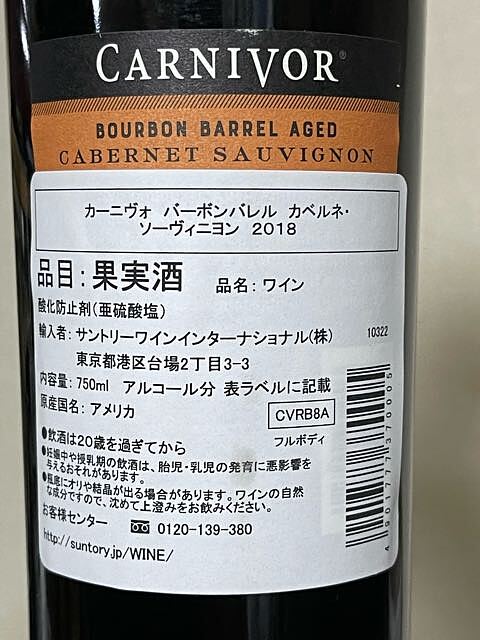 CARNIVOR®
BOURBON BARREL AGED
CABERNET SAUVIGNON
カーニヴォ バーボンバレル カベルネ・
ソーヴィニヨン 2018
品目：果実酒 品名：ワイン
酸化防止剤(亜硫酸塩)
輸入者：サントリーワインインターナショナル(株) 10322
東京都港区台場2丁目3-3
内容量：750ml アルコール分 表ラベルに記載
原産国名：アメリカ
CVRB8A
フルボディ
●飲酒は20歳を過ぎてから
●妊娠中や授乳期の飲酒は、胎児・乳児の発育に悪影響を
与えるおそれがあります。
●瓶底にオリや結晶が出る場合があります。ワインの自然
な成分ですので、沈めて上澄みをお飲みください。
お客様センター 0120-139-380
http://suntory.jp/WINE/
4 901777 370005